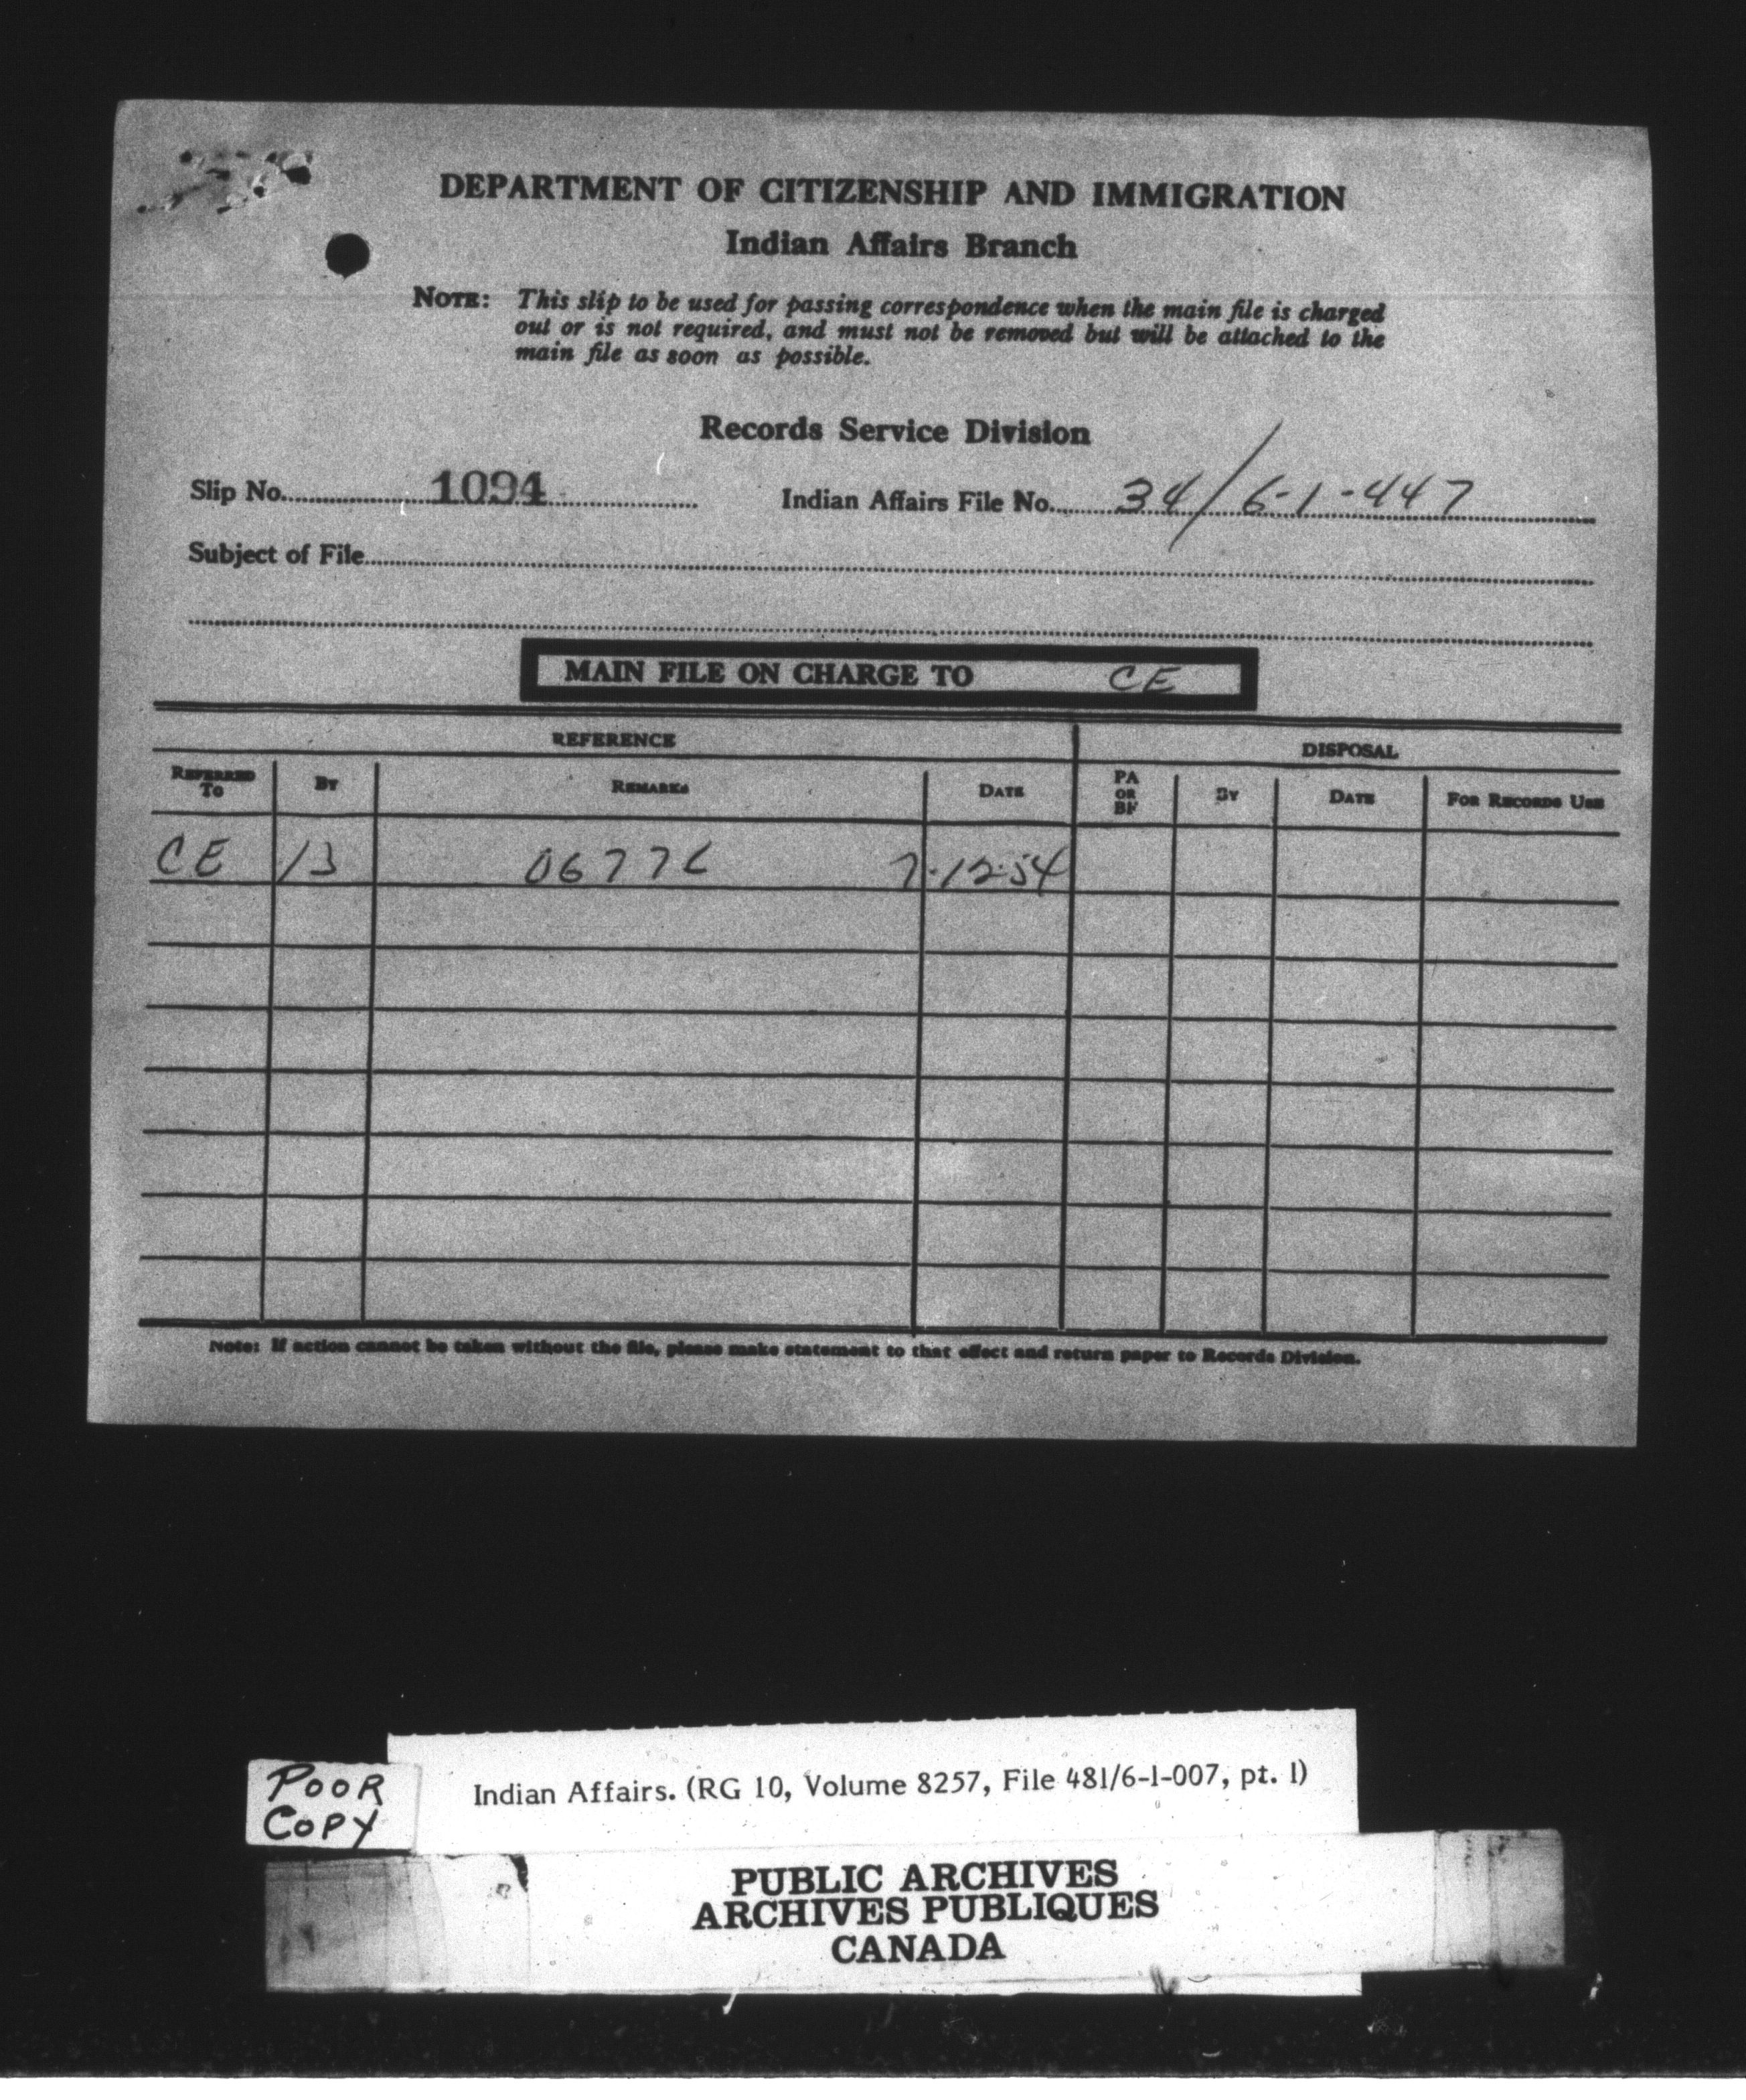 DEPARTMENT OF CITIZENSHIP AND IMMIGRATION
Indian Affairs Branch
NOTE: This slip to be used for passing correspondence when the main file is charged
out or is not required, and must not be removed but will be attached to the
main file as soon as possible.
Records Service Division
Slip No. 1094 Indian Affairs File No. 34/6-1-447
Subject of File
MAIN FILE ON CHARGE TO CE
REFERENCE DISPOSAL
REFERRED TO BY REMARKS DATE PA OR BF BY DATE FOR RECORDS USE
CE 13 7-12-54
Note: If action cannot be taken without the file, please make statement to that effect and return paper to Records Division.
POOR
COPY
Indian Affairs. (RG 10, Volume 8257, File 481/6-1-007, pt. 1)
PUBLIC ARCHIVES
ARCHIVES PUBLIQUES
CANADA